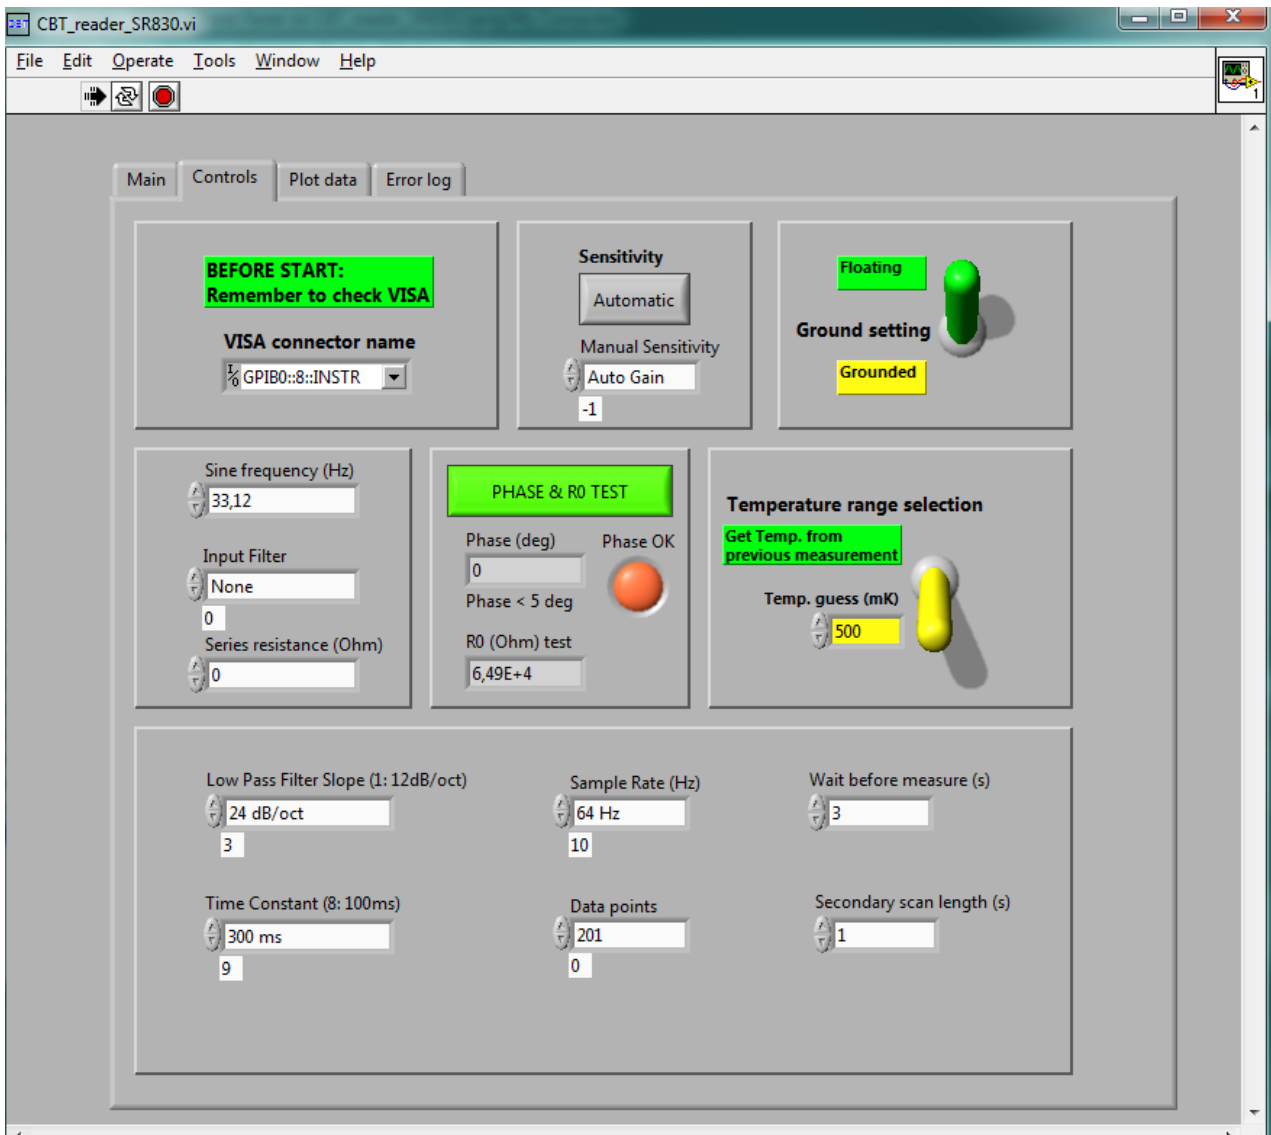 CBT_reader_SR830.vi
File Edit Operate Tools Window Help
1
Main Controls Plot data Error log
BEFORE START:
Remember to check VISA
VISA connector name
I/O GPIB0::8::INSTR
Sensitivity
Automatic
Manual Sensitivity
Auto Gain
-1
Floating
Ground setting
Grounded
Sine frequency (Hz)
33,12
Input Filter
None
0
Series resistance (Ohm)
0
PHASE & R0 TEST
Phase (deg) Phase OK
0
Phase < 5 deg
R0 (Ohm) test
6,49E+4
Temperature range selection
Get Temp. from
previous measurement
Temp. guess (mK)
500
Low Pass Filter Slope (1: 12dB/oct)
24 dB/oct
3
Sample Rate (Hz)
64 Hz
10
Wait before measure (s)
3
Time Constant (8: 100ms)
300 ms
9
Data points
201
0
Secondary scan length (s)
1